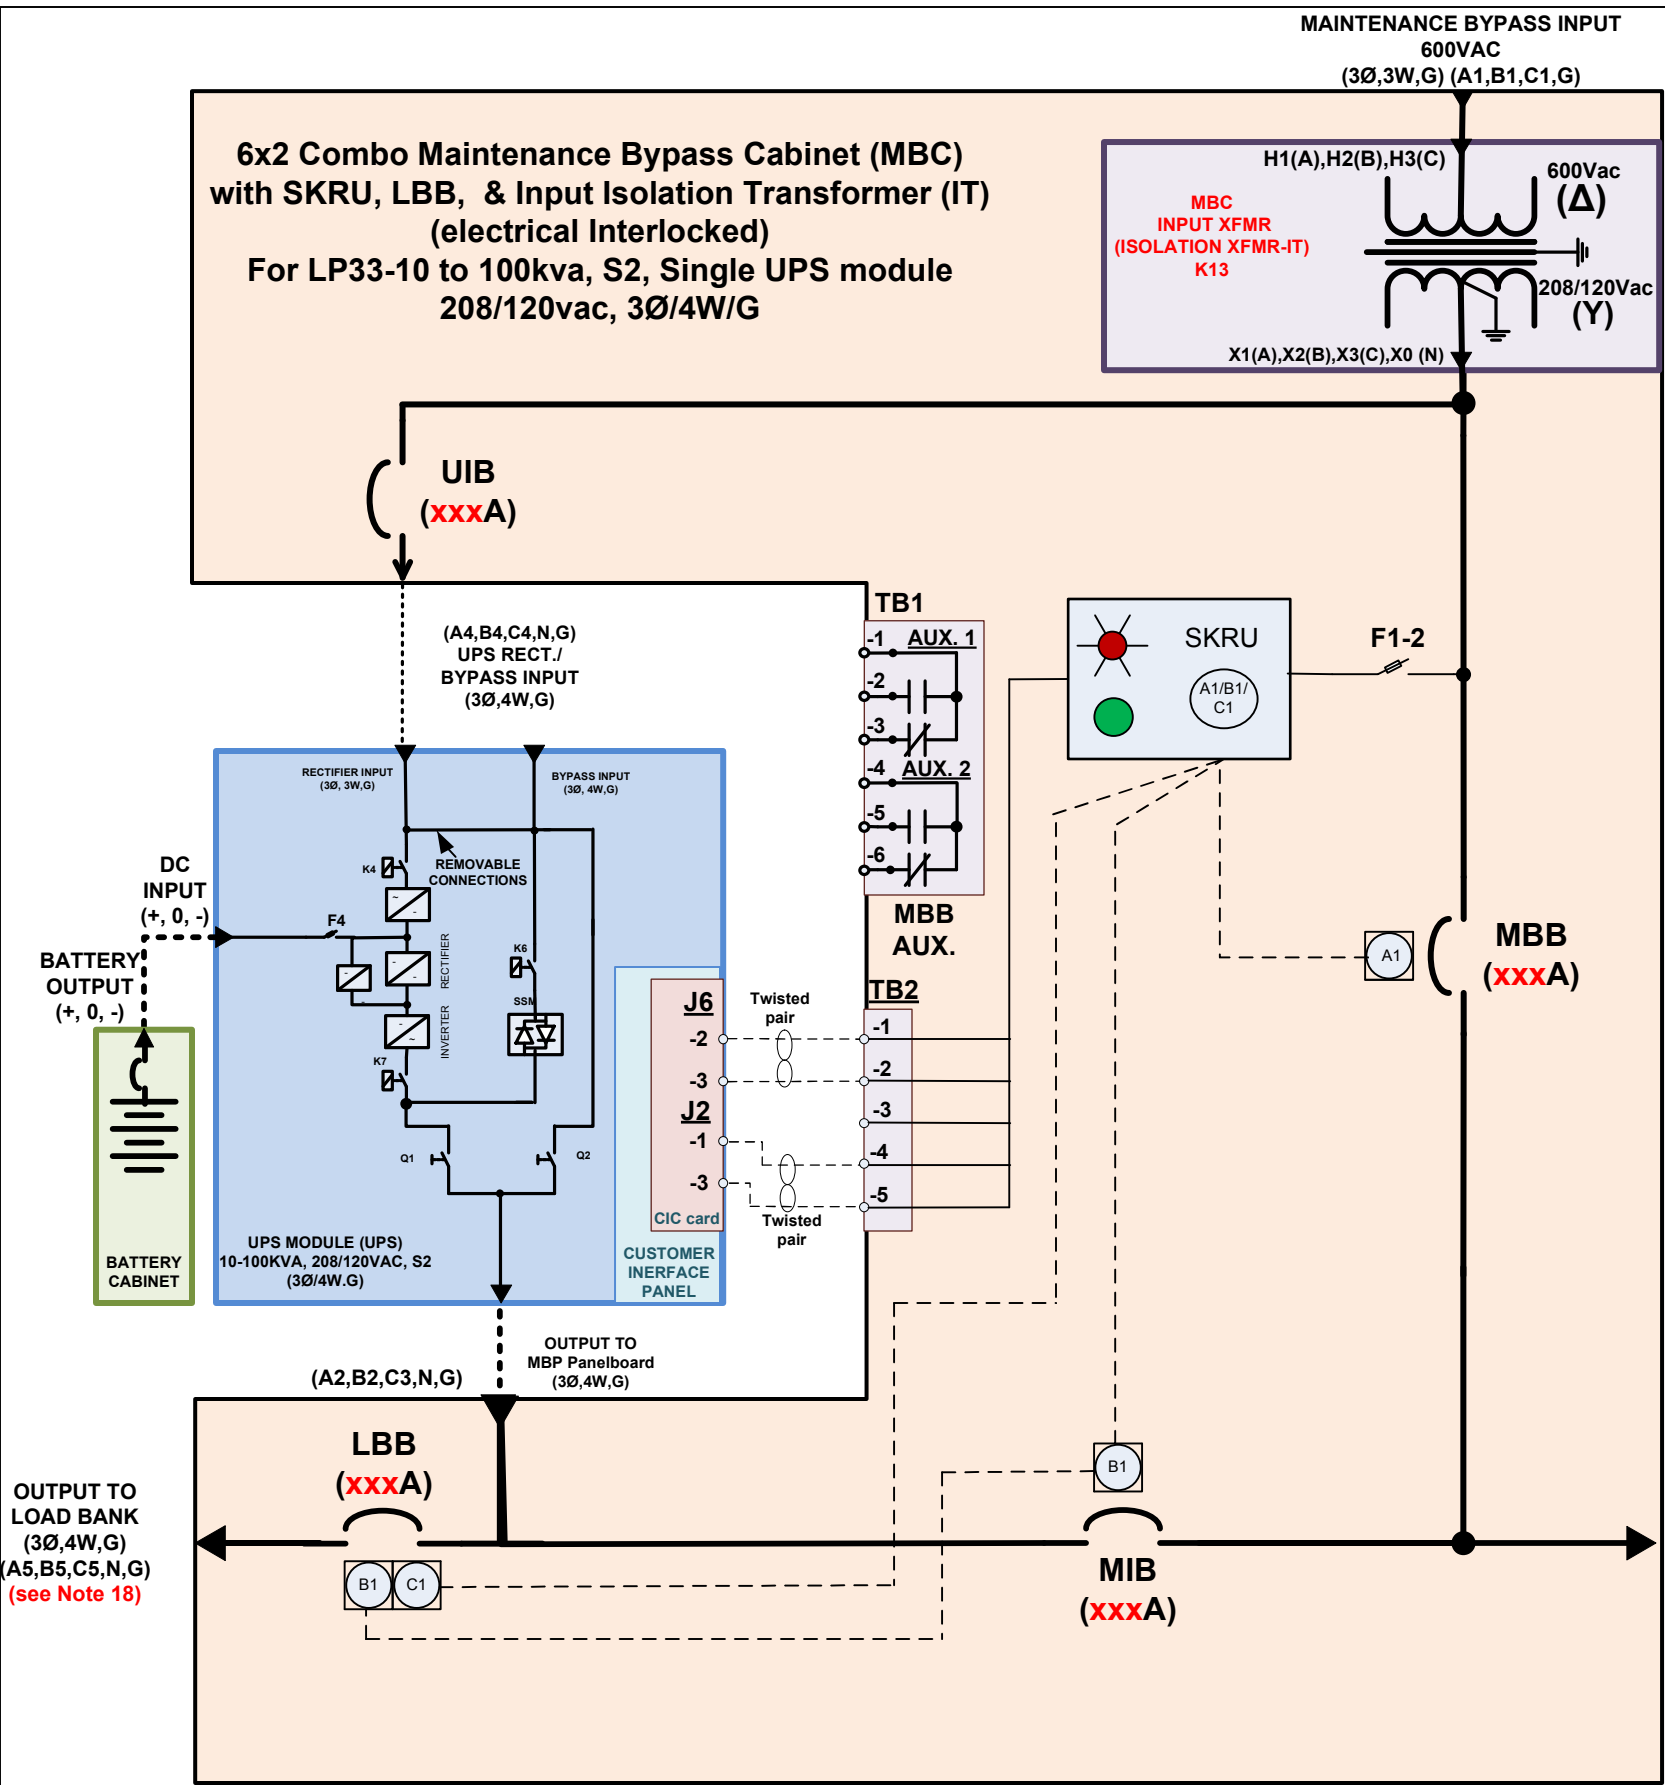 MAINTENANCE BYPASS INPUT
600VAC
(3Ø,3W,G) (A1,B1,C1,G)
6x2 Combo Maintenance Bypass Cabinet (MBC)
with SKRU, LBB, & Input Isolation Transformer (IT)
(electrical Interlocked)
For LP33-10 to 100kva, S2, Single UPS module
208/120vac, 3Ø/4W/G
H1(A),H2(B),H3(C)
600Vac
(Δ)
MBC
INPUT XFMR
(ISOLATION XFMR-IT)
K13
208/120Vac
(Y)
X1(A),X2(B),X3(C),X0 (N)
UIB
(xxxA)
(A4,B4,C4,N,G)
UPS RECT./
BYPASS INPUT
(3Ø,4W,G)
TB1
-1 AUX. 1
-2
-3
-4 AUX. 2
-5
-6
MBB
AUX.
SKRU
A1/B1/
C1
F1-2
RECTIFIER INPUT
(3Ø, 3W,G)
BYPASS INPUT
(3Ø, 4W,G)
REMOVABLE
CONNECTIONS
K4
DC
INPUT
(+, 0, -)
F4
BATTERY
OUTPUT
(+, 0, -)
RECTIFIER
INVERTER
K6
SSM
K7
Q1
Q2
A1
MBB
(xxxA)
J6
-2
-3
J2
-1
-3
CIC card
Twisted
pair
Twisted
pair
TB2
-1
-2
-3
-4
-5
BATTERY
CABINET
UPS MODULE (UPS)
10-100KVA, 208/120VAC, S2
(3Ø/4W.G)
CUSTOMER
INERFACE
PANEL
(A2,B2,C3,N,G)
OUTPUT TO
MBP Panelboard
(3Ø,4W,G)
LBB
(xxxA)
B1
OUTPUT TO
LOAD BANK
(3Ø,4W,G)
(A5,B5,C5,N,G)
(see Note 18)
B1 C1
MIB
(xxxA)